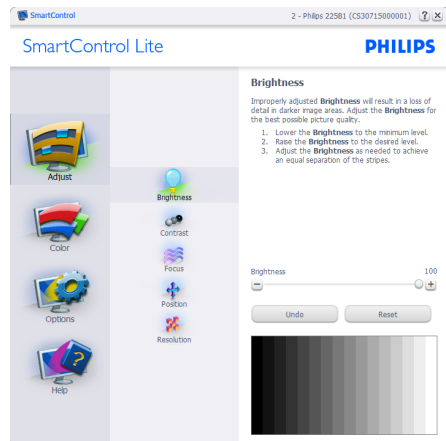 SmartControl
2 - Philips 225B1 (CS30715000001)
SmartControl Lite
PHILIPS
Adjust
Color
Options
Help
Brightness
Contrast
Focus
Position
Resolution
Brightness
Improperly adjusted Brightness will result in a loss of
detail in darker image areas. Adjust the Brightness for
the best possible picture quality.
1. Lower the Brightness to the minimum level.
2. Raise the Brightness to the desired level.
3. Adjust the Brightness as needed to achieve
an equal separation of the stripes.
Brightness 100
Undo
Reset